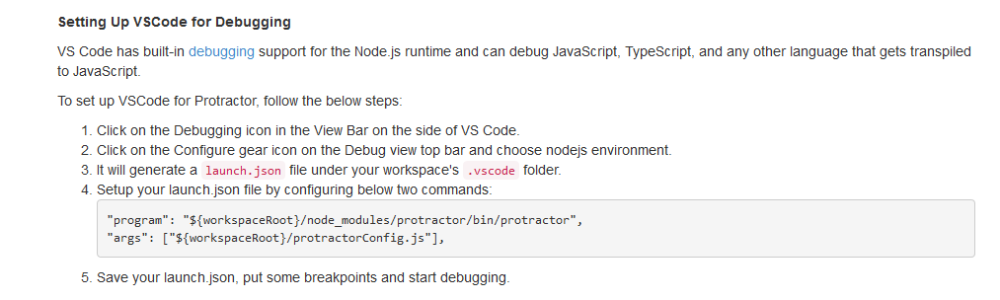 Setting Up VSCode for Debugging
VS Code has built-in debugging support for the Node.js runtime and can debug JavaScript, TypeScript, and any other language that gets transpiled
to JavaScript.
To set up VSCode for Protractor, follow the below steps:
1. Click on the Debugging icon in the View Bar on the side of VS Code.
2. Click on the Configure gear icon on the Debug view top bar and choose nodejs environment.
3. It will generate a launch.json file under your workspace's .vscode folder.
4. Setup your launch.json file by configuring below two commands:
"program": "${workspaceRoot}/node_modules/protractor/bin/protractor",
"args": ["${workspaceRoot}/protractorConfig.js"],
5. Save your launch.json, put some breakpoints and start debugging.